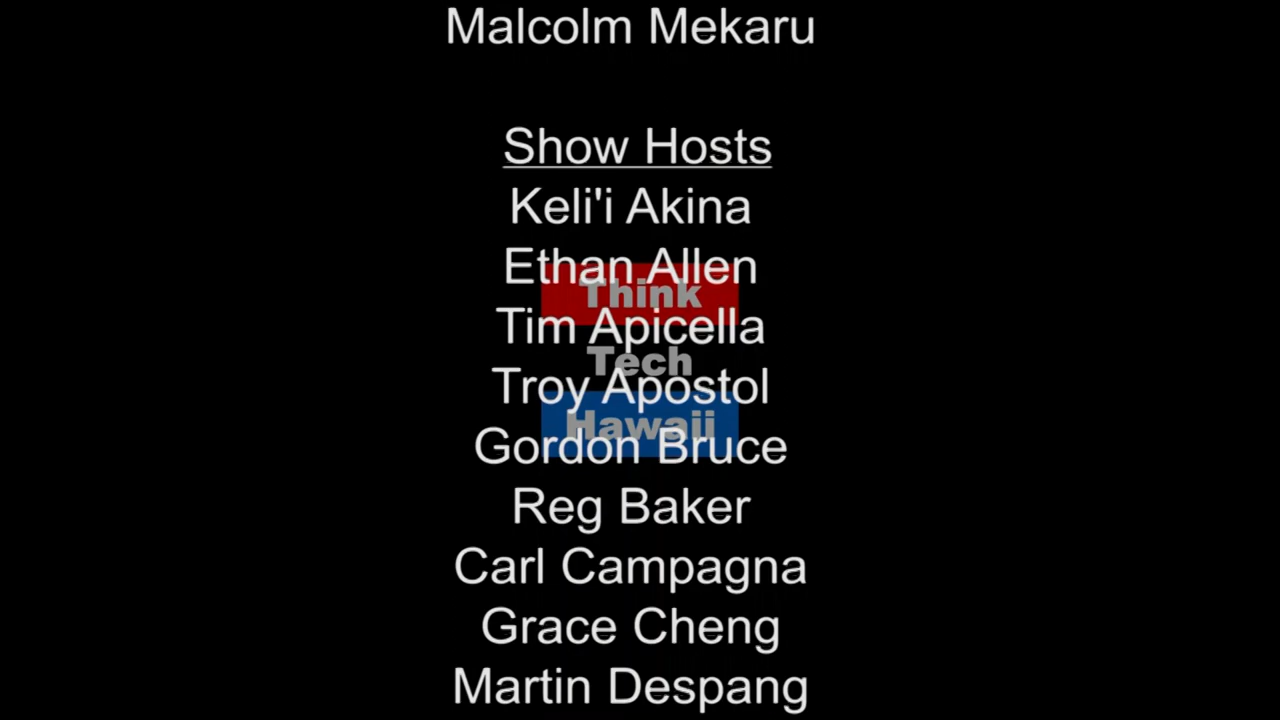 Malcolm Mekaru
Show Hosts
Keli'i Akina
Ethan Allen
Think
Tim Apicella
Tech
Troy Apostol
Hawaii
Gordon Bruce
Reg Baker
Carl Campagna
Grace Cheng
Martin Despang